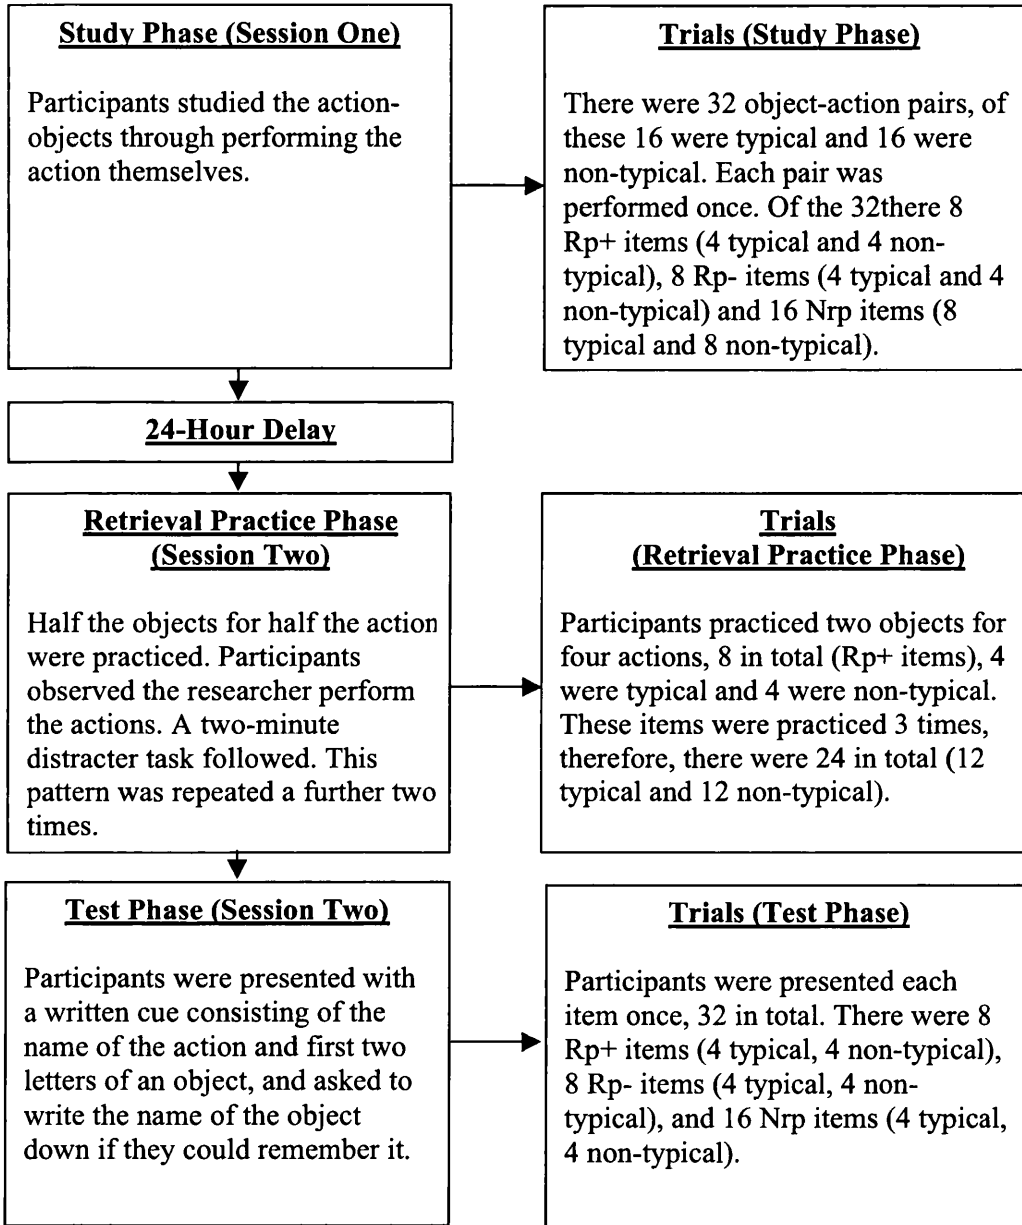 Study Phase (Session One)
Participants studied the action-
objects through performing the
action themselves.
Trials (Study Phase)
There were 32 object-action pairs, of
these 16 were typical and 16 were
non-typical. Each pair was
performed once. Of the 32there 8
Rp+ items (4 typical and 4 non-
typical), 8 Rp- items (4 typical and 4
non-typical) and 16 Nrp items (8
typical and 8 non-typical).
24-Hour Delay
Retrieval Practice Phase
(Session Two)
Half the objects for half the action
were practiced. Participants
observed the researcher perform
the actions. A two-minute
distracter task followed. This
pattern was repeated a further two
times.
Trials
(Retrieval Practice Phase)
Participants practiced two objects for
four actions, 8 in total (Rp+ items), 4
were typical and 4 were non-typical.
These items were practiced 3 times,
therefore, there were 24 in total (12
typical and 12 non-typical).
Test Phase (Session Two)
Participants were presented with
a written cue consisting of the
name of the action and first two
letters of an object, and asked to
write the name of the object
down if they could remember it.
Trials (Test Phase)
Participants were presented each
item once, 32 in total. There were 8
Rp+ items (4 typical, 4 non-typical),
8 Rp- items (4 typical, 4 non-
typical), and 16 Nrp items (4 typical,
4 non-typical).